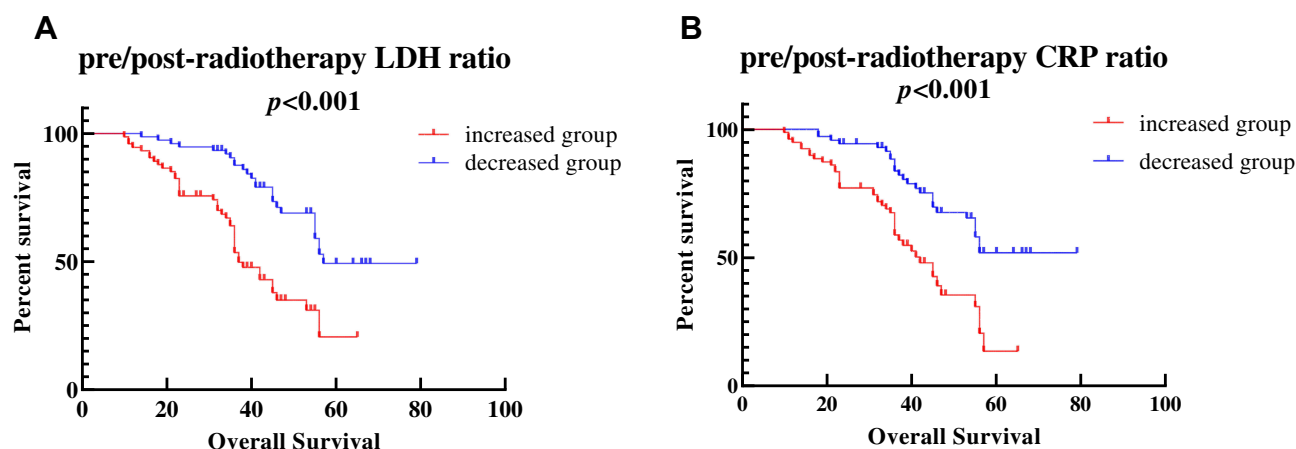 A
pre/post-radiotherapy LDH ratio
p<0.001
increased group
decreased group
Percent survival
100
50
0
0 20 40 60 80 100
Overall Survival
B
pre/post-radiotherapy CRP ratio
p<0.001
increased group
decreased group
Percent survival
100
50
0
0 20 40 60 80 100
Overall Survival